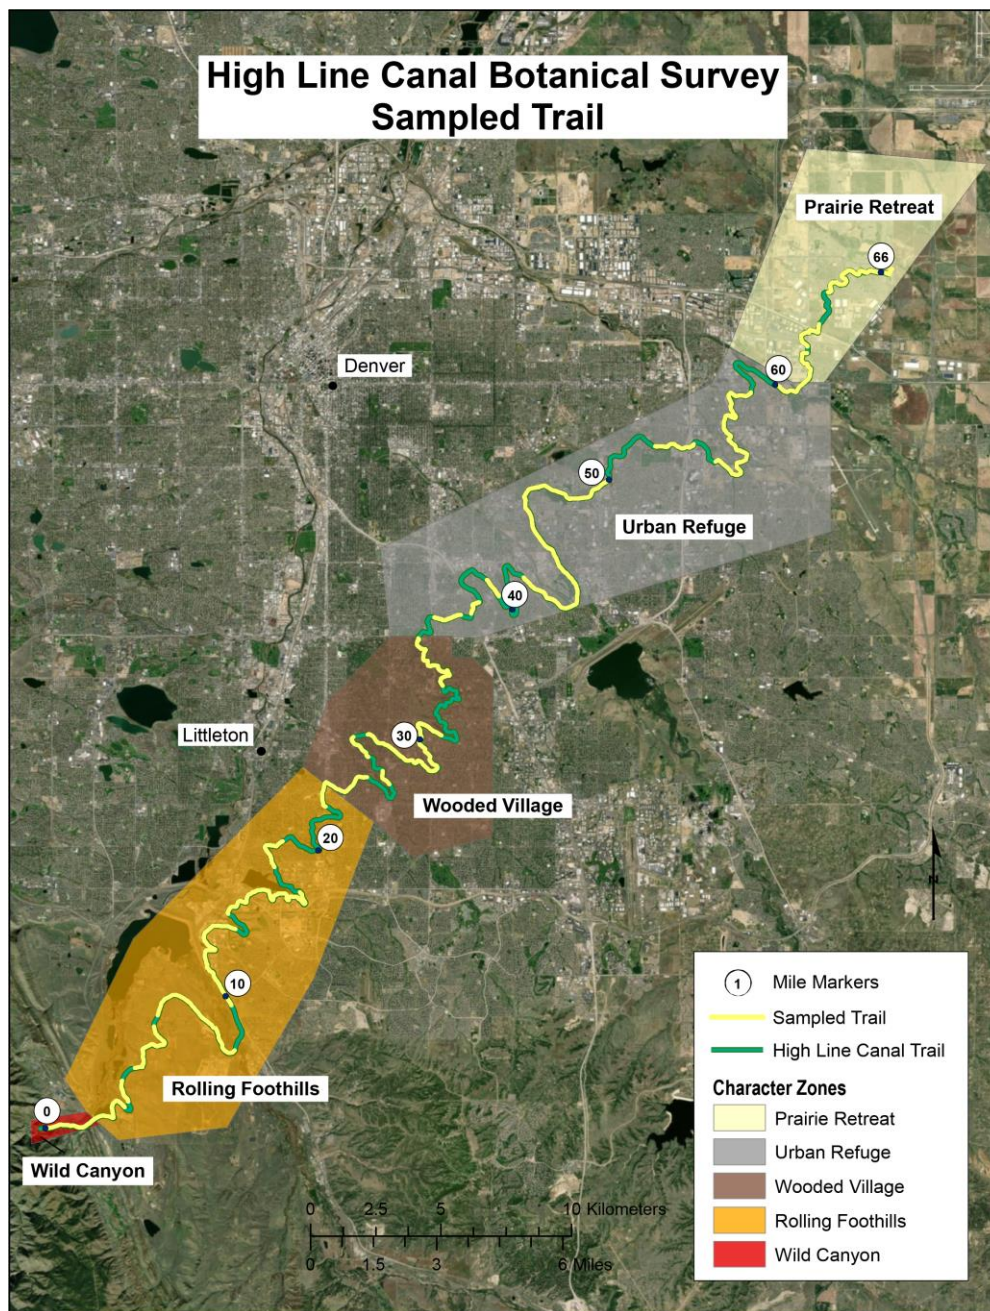 High Line Canal Botanical Survey
Sampled Trail
Prairie Retreat
66
Denver
60
50
Urban Refuge
40
Littleton
30
Wooded Village
20
10
Rolling Foothills
0
Wild Canyon
N
0 2.5 5 10 Kilometers
0 1.5 3 6 Miles
1 Mile Markers
Sampled Trail
High Line Canal Trail
Character Zones
Prairie Retreat
Urban Refuge
Wooded Village
Rolling Foothills
Wild Canyon